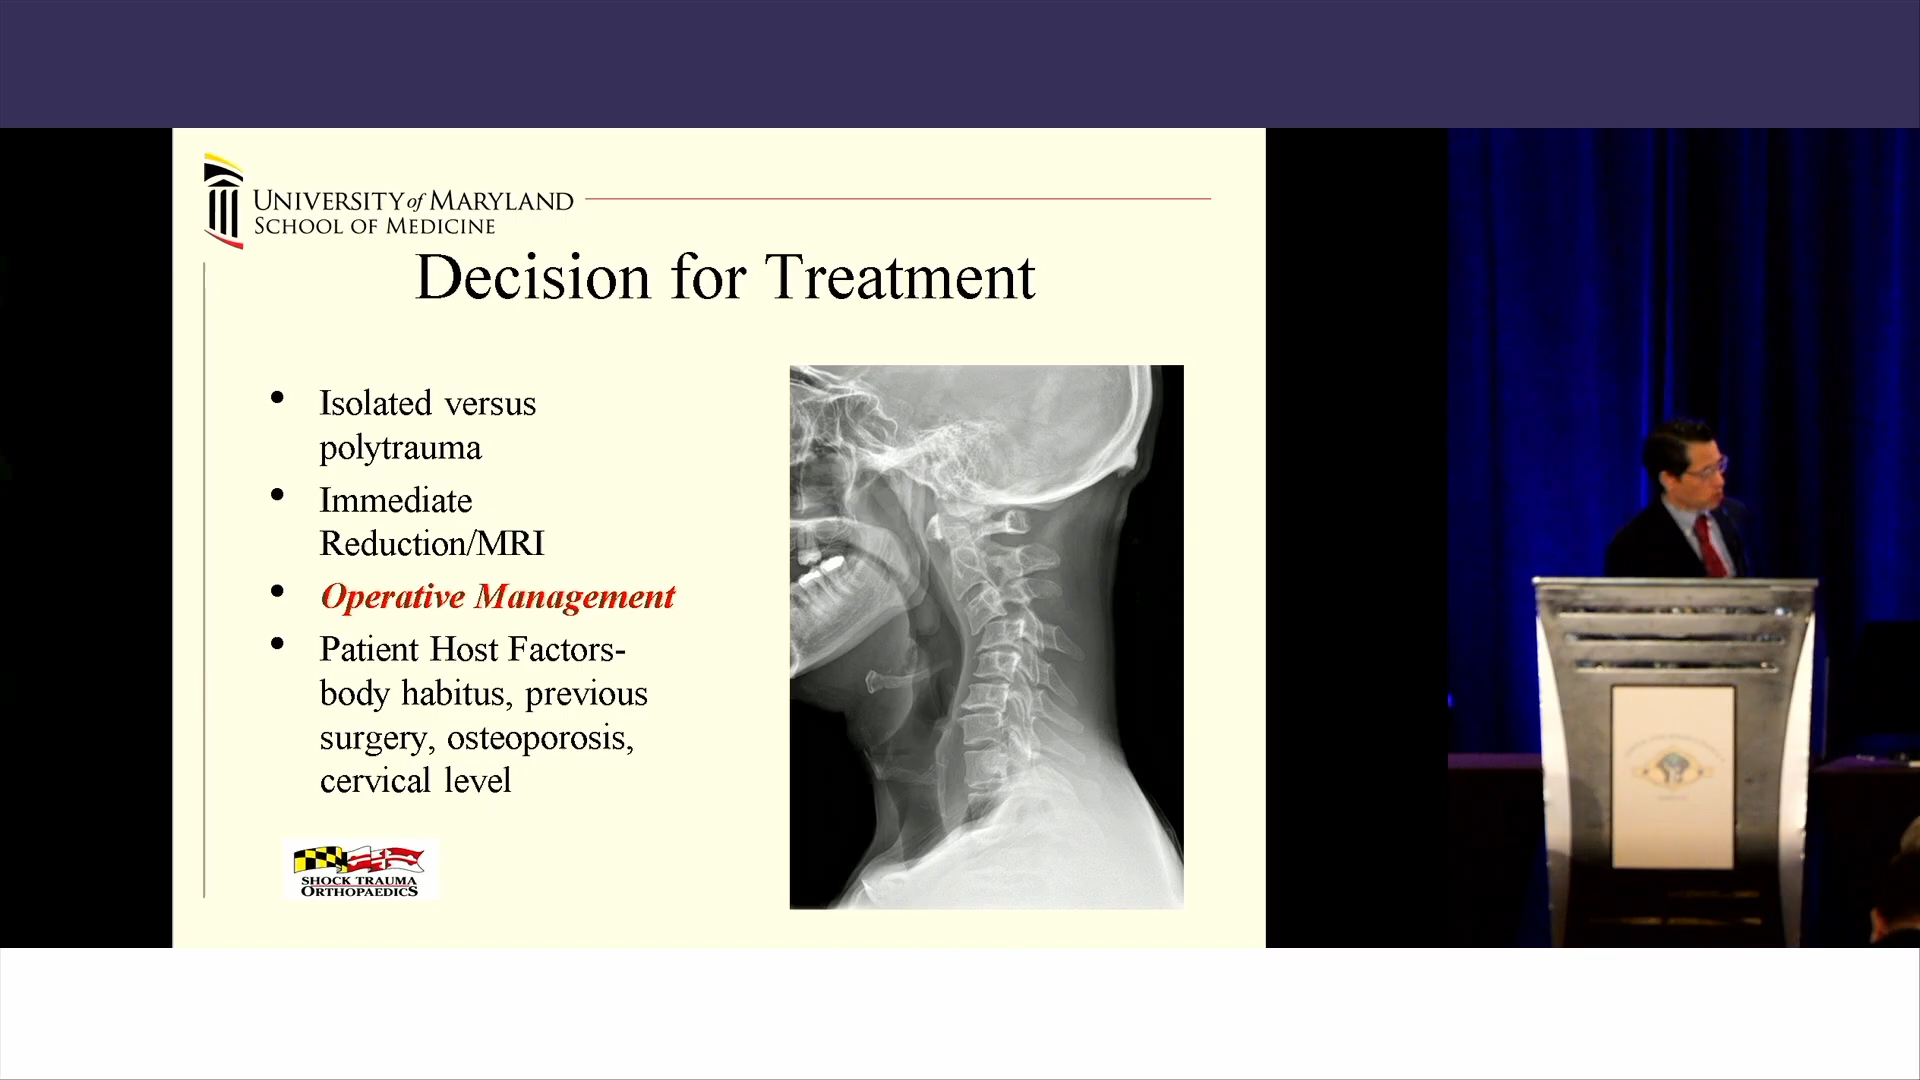 UNIVERSITY of MARYLAND
SCHOOL OF MEDICINE
Decision for Treatment
• Isolated versus
polytrauma
• Immediate
Reduction/MRI
• Operative Management
• Patient Host Factors-
body habitus, previous
surgery, osteoporosis,
cervical level
SHOCK TRAUMA
ORTHOPAEDICS